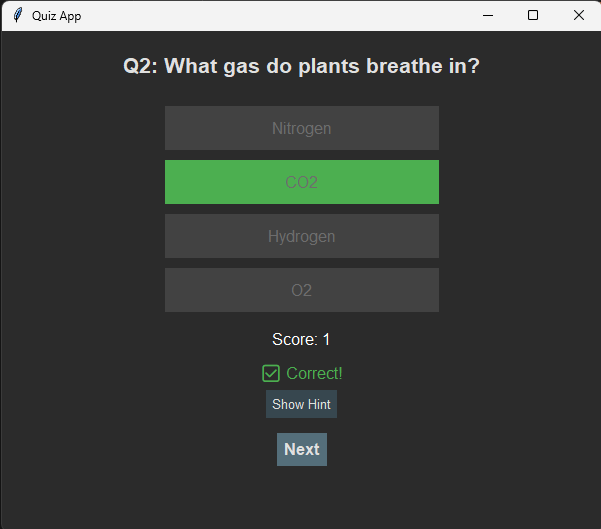 Quiz App
Q2: What gas do plants breathe in?
Nitrogen
CO2
Hydrogen
O2
Score: 1
Correct!
Show Hint
Next